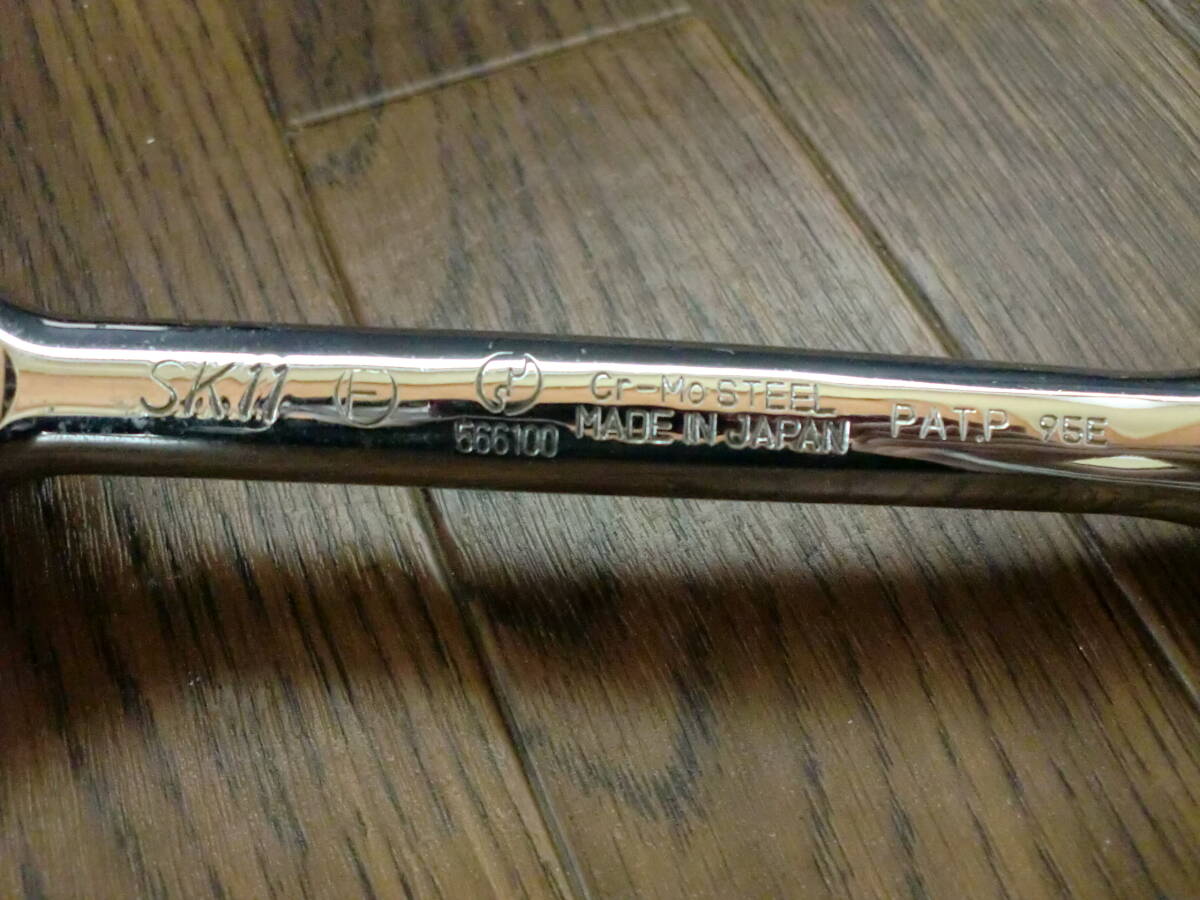 SK11
Cr-Mo STEEL
566100
MADE IN JAPAN
PAT.P 95E